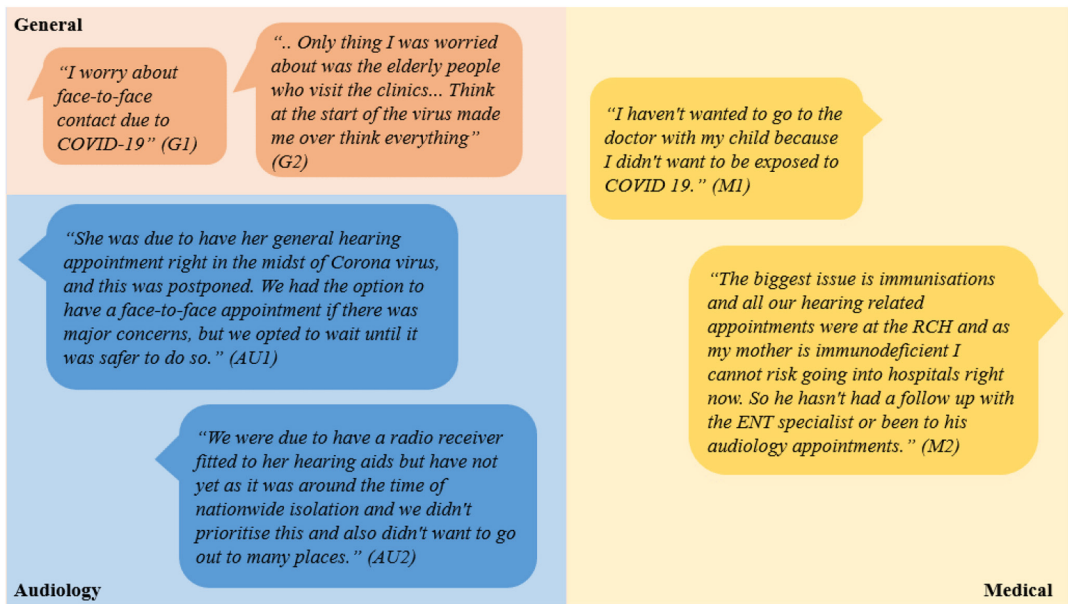 General
“I worry about
face-to-face
contact due to
COVID-19” (G1)
“.. Only thing I was worried
about was the elderly people
who visit the clinics... Think
at the start of the virus made
me over think everything”
(G2)
“She was due to have her general hearing
appointment right in the midst of Corona virus,
and this was postponed. We had the option to
have a face-to-face appointment if there was
major concerns, but we opted to wait until it
was safer to do so.” (AU1)
“We were due to have a radio receiver
fitted to her hearing aids but have not
yet as it was around the time of
nationwide isolation and we didn't
prioritise this and also didn't want to go
out to many places.” (AU2)
Audiology
“I haven't wanted to go to the
doctor with my child because
I didn't want to be exposed to
COVID 19.” (M1)
“The biggest issue is immunisations
and all our hearing related
appointments were at the RCH and as
my mother is immunodeficient I
cannot risk going into hospitals right
now. So he hasn't had a follow up with
the ENT specialist or been to his
audiology appointments.” (M2)
Medical